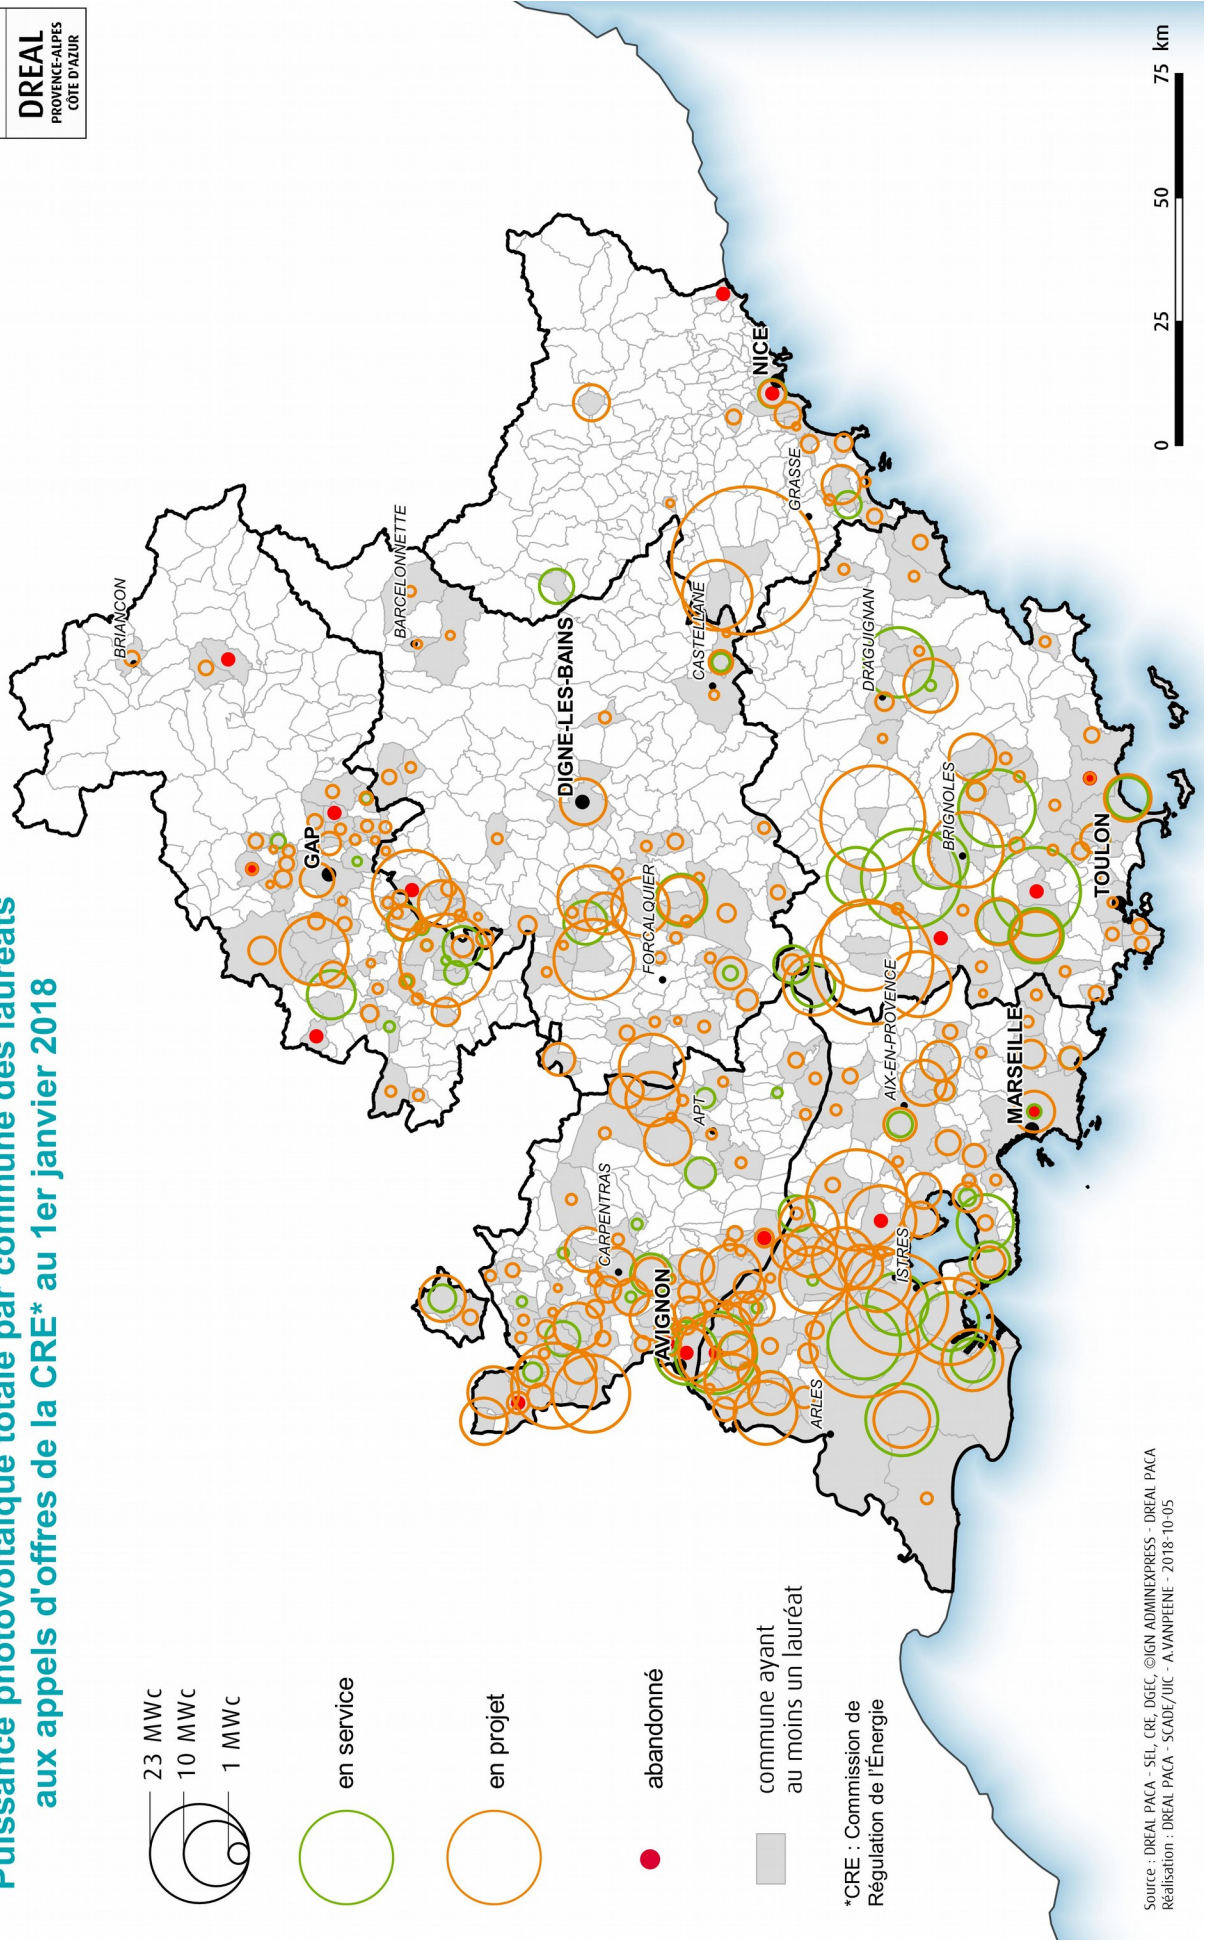 Puissance photovoltaïque totale par commune des lauréats
aux appels d'offres de la CRE* au 1er janvier 2018
DREAL
PROVENCE-ALPES
CÔTE D'AZUR
23 MWc
10 MWc
1 MWc
en service
en projet
abandonné
commune ayant
au moins un lauréat
*CRE : Commission de
Régulation de l'Énergie
BRIANÇON
GAP
BARCELONNETTE
DIGNE-LES-BAINS
FORCALQUIER
CASTELLANE
CARPENTRAS
APT
AVIGNON
NICE
GRASSE
ARLES
ISTRES
AIX-EN-PROVENCE
MARSEILLE
BRIGNOLES
DRAGUIGNAN
TOULON
0 25 50 75 km
Source : DREAL PACA - SEL, CRE, DGEC, ©IGN ADMINEXPRESS - DREAL PACA
Réalisation : DREAL PACA - SCADE/UIC - A.VANPEENE - 2018-10-05